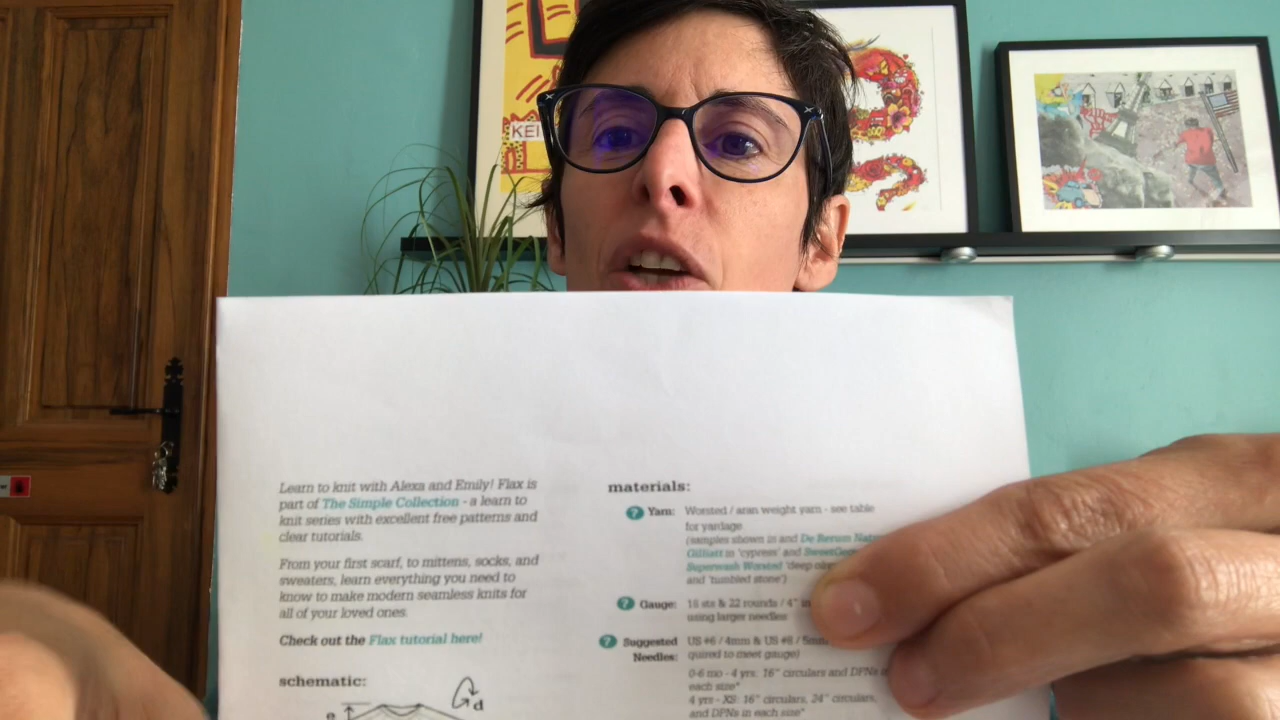 KEI
Learn to knit with Alexa and Emily! Flax is
part of The Simple Collection - a learn to
knit series with excellent free patterns and
clear tutorials.
From your first scarf, to mittens, socks, and
sweaters, learn everything you need to
know to make modern seamless knits for
all of your loved ones.
Check out the Flax tutorial here!
schematic:
e
d
materials:
? Yarn: Worsted / aran weight yarn - see table
for yardage
(samples shown in and De Rerum
Gilliatt in 'cypress' and
Superwash Worsted 'deep
and 'tumbled stone')
? Gauge: 18 sts & 22 rounds / 4" in
using larger needles
? Suggested Needles: US #6 / 4mm & US #8 / 5mm
quired to meet gauge)
0-6 mo - 4 yrs: 16" circulars and DPNs
each size*
4 yrs - XS: 16" circulars, 24" circulars,
and DPNs in each size*